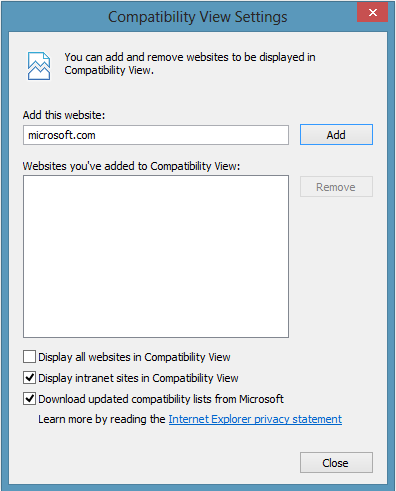 Compatibility View Settings
You can add and remove websites to be displayed in
Compatibility View.
Add this website:
microsoft.com
Add
Websites you've added to Compatibility View:
Remove
Display all websites in Compatibility View
Display intranet sites in Compatibility View
Download updated compatibility lists from Microsoft
Learn more by reading the Internet Explorer privacy statement
Close